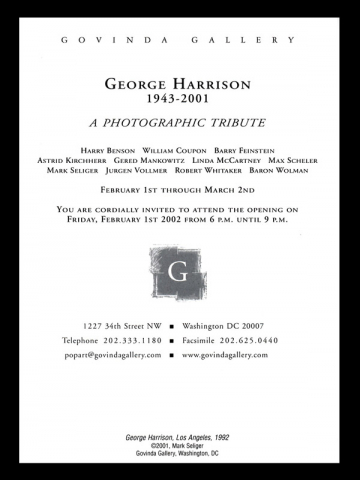 GOVINDA GALLERY
GEORGE HARRISON
1943-2001
A PHOTOGRAPHIC TRIBUTE
HARRY BENSON WILLIAM COUPON BARRY FEINSTEIN
ASTRID KIRCHHERR GERED MANKOWITZ LINDA MCCARTNEY MAX SCHELER
MARK SELIGER JURGEN VOLLMER ROBERT WHITAKER BARON WOLMAN
FEBRUARY 1ST THROUGH MARCH 2ND
YOU ARE CORDIALLY INVITED TO ATTEND THE OPENING ON
FRIDAY, FEBRUARY 1ST 2002 FROM 6 P.M. UNTIL 9 P.M.
G
1227 34th Street NW ■ Washington DC 20007
Telephone 202.333.1180 ■ Facsimile 202.625.0440
popart@govindagallery.com ■ www.govindagallery.com
George Harrison, Los Angeles, 1992
©2001, Mark Seliger
Govinda Gallery, Washington, DC